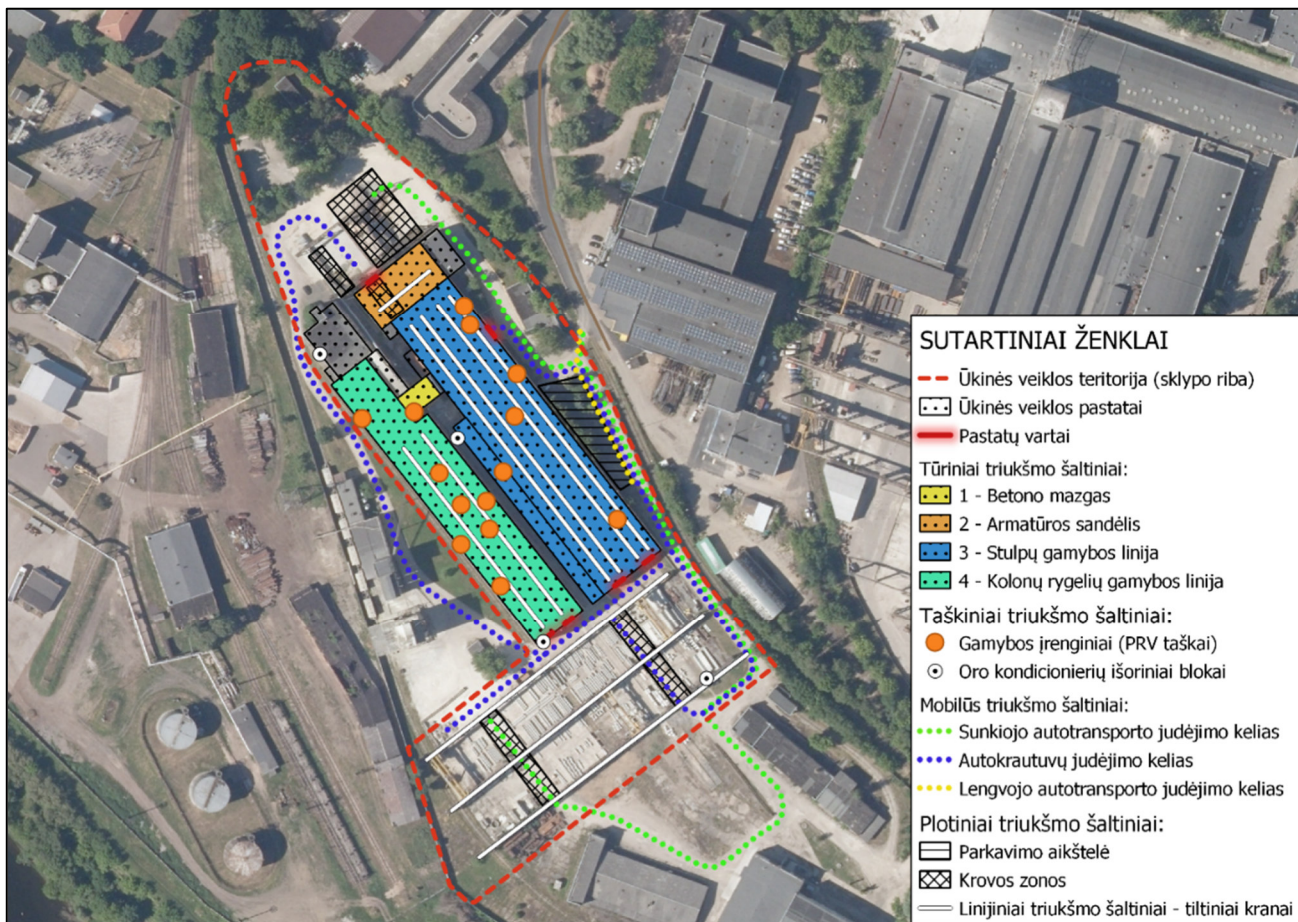 SUTARTINIAI ŽENKLAI
Ūkinės veiklos teritorija (sklypo riba)
Ūkinės veiklos pastatai
Pastatų vartai
Tūriniai triukšmo šaltiniai:
1 - Betono mazgas
2 - Armatūros sandėlis
3 - Stulpų gamybos linija
4 - Kolonų rygelių gamybos linija
Taškiniai triukšmo šaltiniai:
Gamybos įrenginiai (PRV taškai)
Oro kondicionierių išoriniai blokai
Mobilūs triukšmo šaltiniai:
Sunkiojo autotransporto judėjimo kelias
Autokrautuvų judėjimo kelias
Lengvojo autotransporto judėjimo kelias
Plotiniai triukšmo šaltiniai:
Parkavimo aikštelė
Krovos zonos
Linijiniai triukšmo šaltiniai - tiltiniai kranai